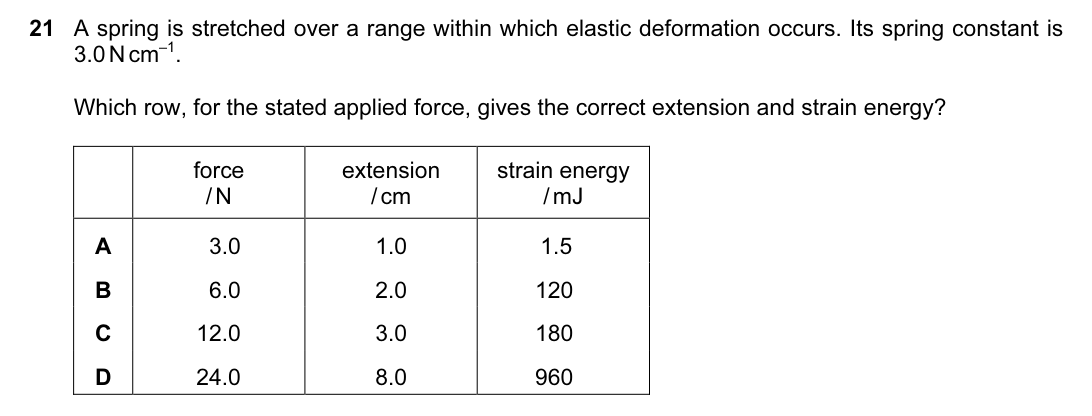 21 A spring is stretched over a range within which elastic deformation occurs. Its spring constant is
3.0 N cm⁻¹.
Which row, for the stated applied force, gives the correct extension and strain energy?
force extension strain energy
/ N / cm / mJ
A 3.0 1.0 1.5
B 6.0 2.0 120
C 12.0 3.0 180
D 24.0 8.0 960